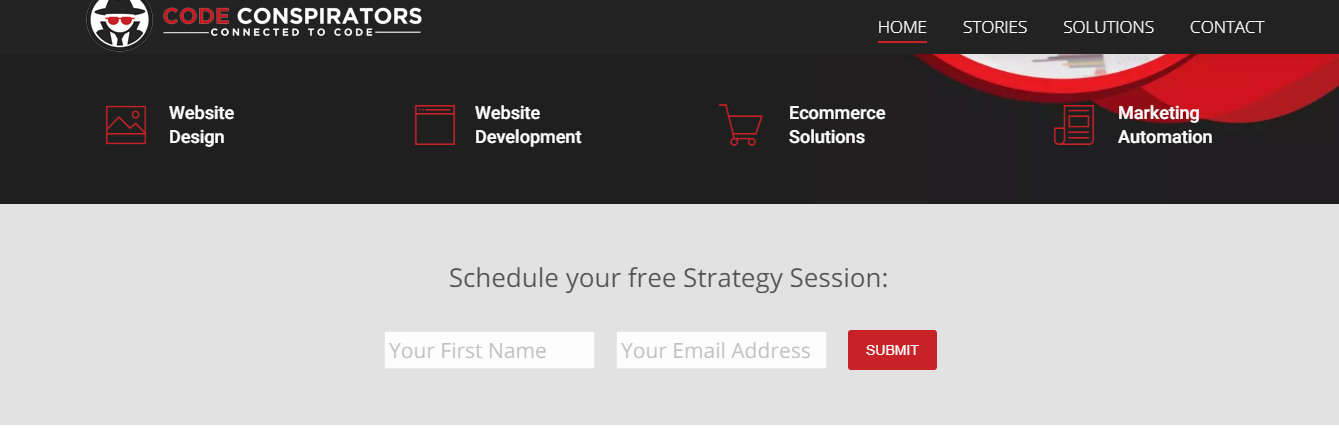 CODE CONSPIRATORS
CONNECTED TO CODE
HOME STORIES SOLUTIONS CONTACT
Website
Design
Website
Development
Ecommerce
Solutions
Marketing
Automation
Schedule your free Strategy Session:
Your First Name Your Email Address SUBMIT